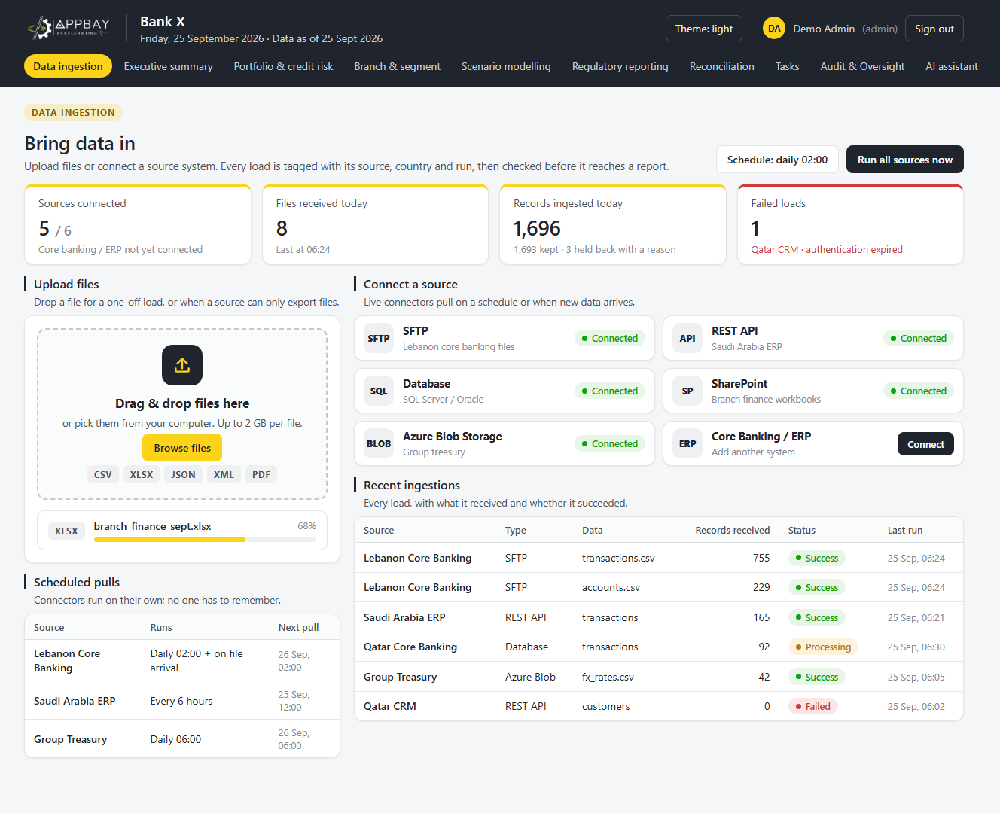 APPBAY
ACCELERATING
Bank X
Friday, 25 September 2026 · Data as of 25 Sept 2026
Theme: light
DA
Demo Admin (admin)
Sign out
Data ingestion
Executive summary
Portfolio & credit risk
Branch & segment
Scenario modelling
Regulatory reporting
Reconciliation
Tasks
Audit & Oversight
AI assistant
DATA INGESTION
Bring data in
Upload files or connect a source system. Every load is tagged with its source, country and run, then checked before it reaches a report.
Schedule: daily 02:00
Run all sources now
Sources connected
5 / 6
Core banking / ERP not yet connected
Files received today
8
Last at 06:24
Records ingested today
1,696
1,693 kept · 3 held back with a reason
Failed loads
1
Qatar CRM · authentication expired
Upload files
Drop a file for a one-off load, or when a source can only export files.
Drag & drop files here
or pick them from your computer. Up to 2 GB per file.
Browse files
CSV XLSX JSON XML PDF
XLSX branch_finance_sept.xlsx 68%
Scheduled pulls
Connectors run on their own; no one has to remember.
Source Runs Next pull
Lebanon Core Banking Daily 02:00 + on file arrival 26 Sep, 02:00
Saudi Arabia ERP Every 6 hours 25 Sep, 12:00
Group Treasury Daily 06:00 26 Sep, 06:00
Connect a source
Live connectors pull on a schedule or when new data arrives.
SFTP SFTP Connected
Lebanon core banking files
API REST API Connected
Saudi Arabia ERP
SQL Database Connected
SQL Server / Oracle
SP SharePoint Connected
Branch finance workbooks
BLOB Azure Blob Storage Connected
Group treasury
ERP Core Banking / ERP Connect
Add another system
Recent ingestions
Every load, with what it received and whether it succeeded.
Source Type Data Records received Status Last run
Lebanon Core Banking SFTP transactions.csv 755 Success 25 Sep, 06:24
Lebanon Core Banking SFTP accounts.csv 229 Success 25 Sep, 06:24
Saudi Arabia ERP REST API transactions 165 Success 25 Sep, 06:21
Qatar Core Banking Database transactions 92 Processing 25 Sep, 06:30
Group Treasury Azure Blob fx_rates.csv 42 Success 25 Sep, 06:05
Qatar CRM REST API customers 0 Failed 25 Sep, 06:02